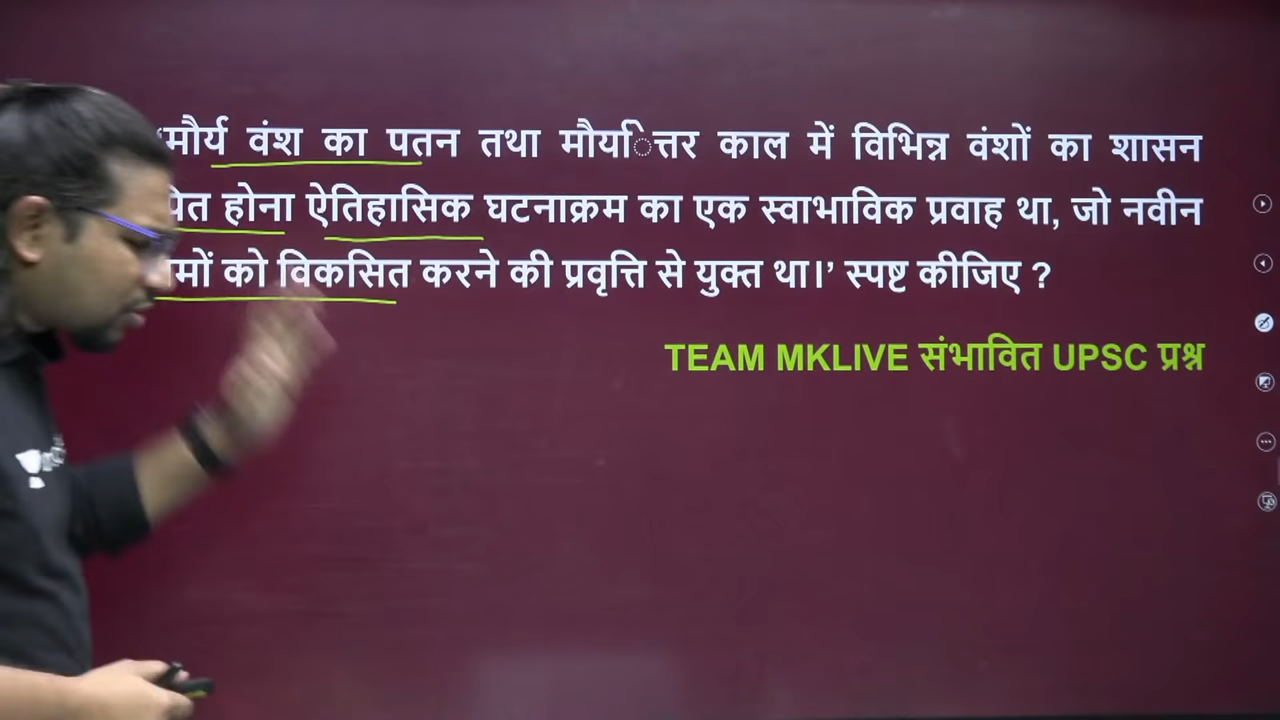 ‘मौर्य वंश का पतन तथा मौर्याेत्तर काल में विभिन्न वंशों का शासन
होना ऐतिहासिक घटनाक्रम का एक स्वाभाविक प्रवाह था, जो नवीन
को विकसित करने की प्रवृत्ति से युक्त था।’ स्पष्ट कीजिए ?
TEAM MKLIVE संभावित UPSC प्रश्न